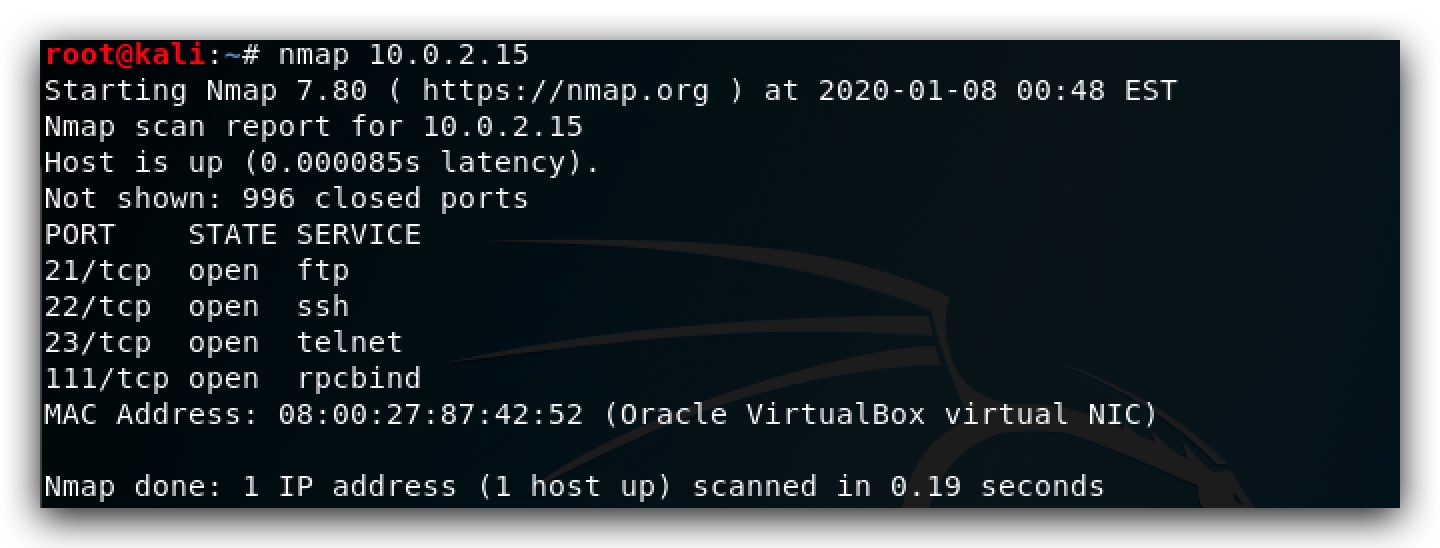 root@kali:~# nmap 10.0.2.15
Starting Nmap 7.80 ( https://nmap.org ) at 2020-01-08 00:48 EST
Nmap scan report for 10.0.2.15
Host is up (0.000085s latency).
Not shown: 996 closed ports
PORT    STATE SERVICE
21/tcp  open  ftp
22/tcp  open  ssh
23/tcp  open  telnet
111/tcp open  rpcbind
MAC Address: 08:00:27:87:42:52 (Oracle VirtualBox virtual NIC)
Nmap done: 1 IP address (1 host up) scanned in 0.19 seconds